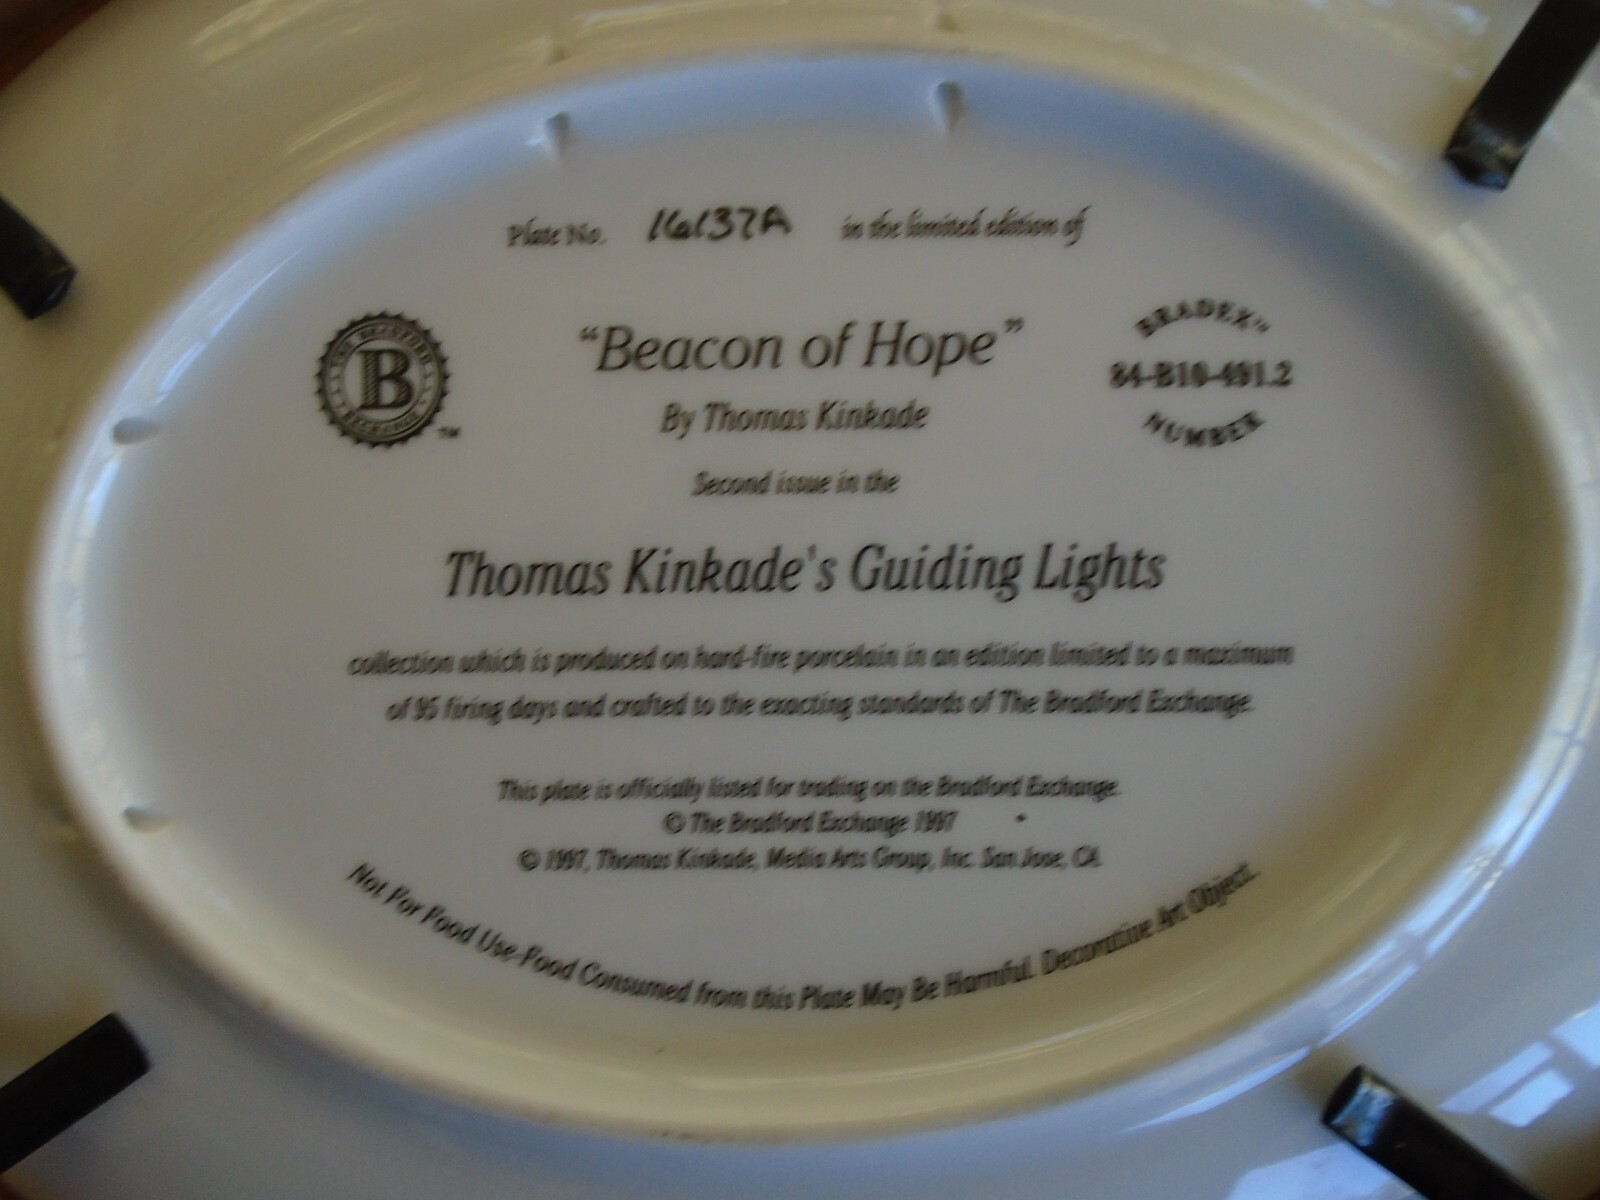 Plate No. 16137A in the limited edition of
THE BRADFORD EXCHANGE
B
TM
"Beacon of Hope"
By Thomas Kinkade
BRADEX™
84-B10-491.2
NUMBER
Second issue in the
Thomas Kinkade's Guiding Lights
collection which is produced on hard-fire porcelain in an edition limited to a maximum
of 95 firing days and crafted to the exacting standards of The Bradford Exchange.
This plate is officially listed for trading on the Bradford Exchange.
© The Bradford Exchange 1997
© 1997, Thomas Kinkade, Media Arts Group, Inc. San Jose, CA
Not For Food Use-Food Consumed from this Plate May Be Harmful. Decorative Art Object.